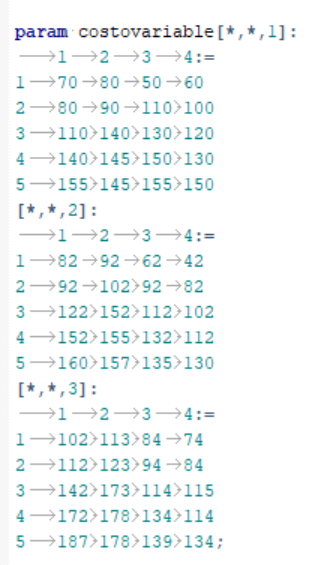 param costovariable[*,*,1]:
	1	2	3	4:=
1	70	80	50	60
2	80	90	110	100
3	110	140	130	120
4	140	145	150	130
5	155	145	155	150
[*,*,2]:
	1	2	3	4:=
1	82	92	62	42
2	92	102	92	82
3	122	152	112	102
4	152	155	132	112
5	160	157	135	130
[*,*,3]:
	1	2	3	4:=
1	102	113	84	74
2	112	123	94	84
3	142	173	114	115
4	172	178	134	114
5	187	178	139	134;